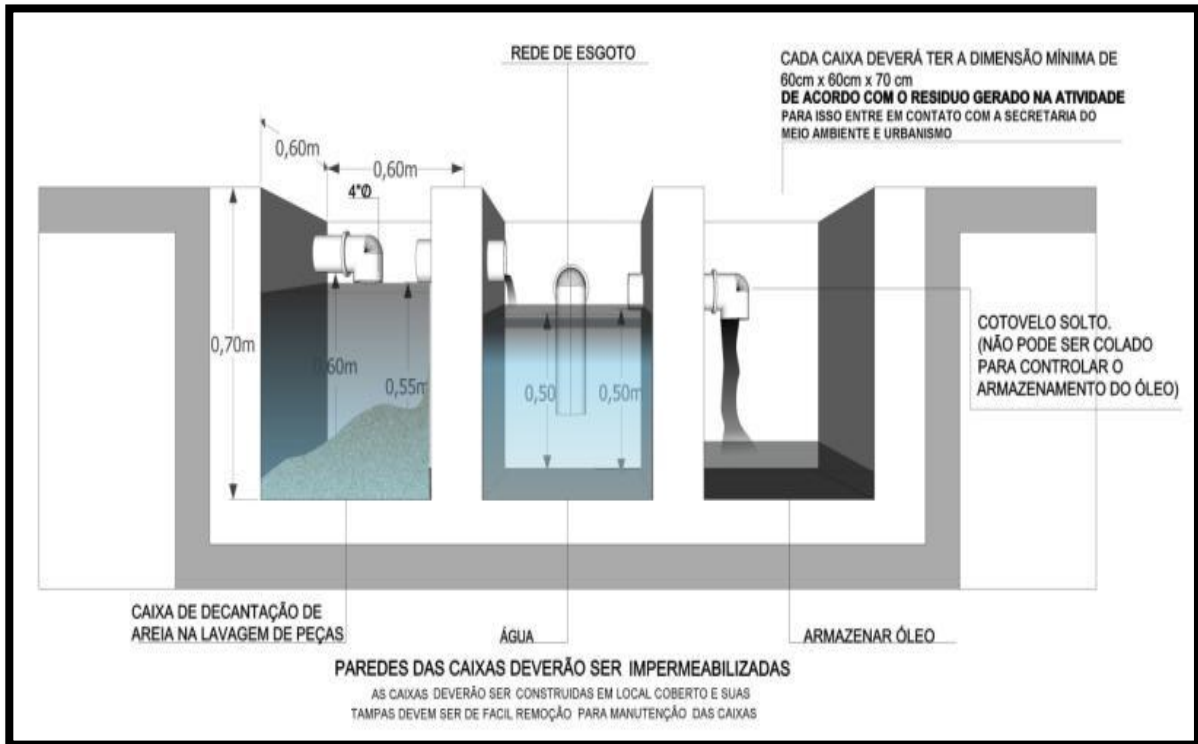 REDE DE ESGOTO
CADA CAIXA DEVERÁ TER A DIMENSÃO MÍNIMA DE
60cm x 60cm x 70 cm
DE ACORDO COM O RESIDUO GERADO NA ATIVIDADE
PARA ISSO ENTRE EM CONTATO COM A SECRETARIA DO
MEIO AMBIENTE E URBANISMO
0,60m
0,60m
4"Ø
0,70m
0,60m
0,55m
0,50
0,50m
COTOVELO SOLTO.
(NÃO PODE SER COLADO
PARA CONTROLAR O
ARMAZENAMENTO DO ÓLEO)
CAIXA DE DECANTAÇÃO DE
AREIA NA LAVAGEM DE PEÇAS
ÁGUA
ARMAZENAR ÓLEO
PAREDES DAS CAIXAS DEVERÃO SER IMPERMEABILIZADAS
AS CAIXAS DEVERÃO SER CONSTRUIDAS EM LOCAL COBERTO E SUAS
TAMPAS DEVEM SER DE FACIL REMOÇÃO PARA MANUTENÇÃO DAS CAIXAS